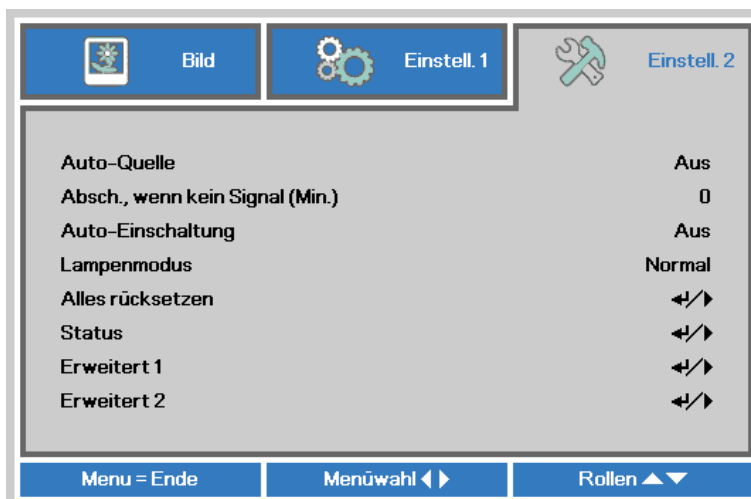 Bild
Einstell. 1
Einstell. 2
Auto-Quelle Aus
Absch., wenn kein Signal (Min.) 0
Auto-Einschaltung Aus
Lampenmodus Normal
Alles rücksetzen ↵/▶
Status ↵/▶
Erweitert 1 ↵/▶
Erweitert 2 ↵/▶
Menu = Ende
Menüwahl ◀ ▶
Rollen ▲▼